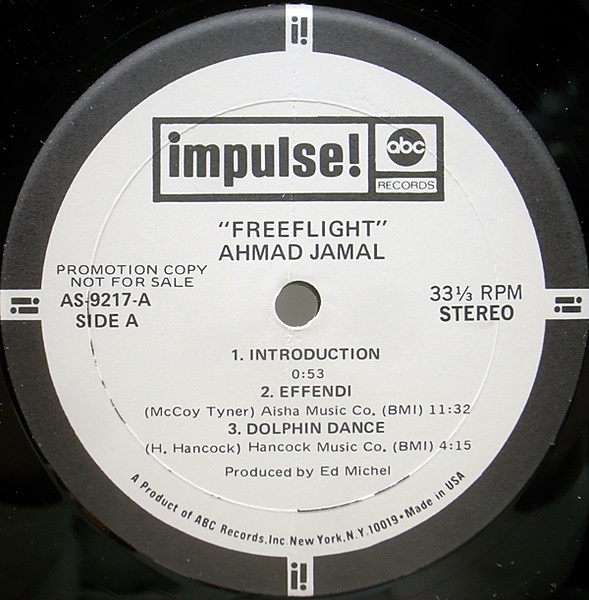 i!
impulse!
abc
RECORDS
"FREEFLIGHT"
AHMAD JAMAL
PROMOTION COPY
NOT FOR SALE
AS-9217-A
SIDE A
33⅓ RPM
STEREO
i!
i!
1. INTRODUCTION
0:53
2. EFFENDI
(McCoy Tyner) Aisha Music Co. (BMI) 11:32
3. DOLPHIN DANCE
(H. Hancock) Hancock Music Co. (BMI) 4:15
Produced by Ed Michel
A Product of ABC Records, Inc. New York, N.Y. 10019 • Made in USA
i!